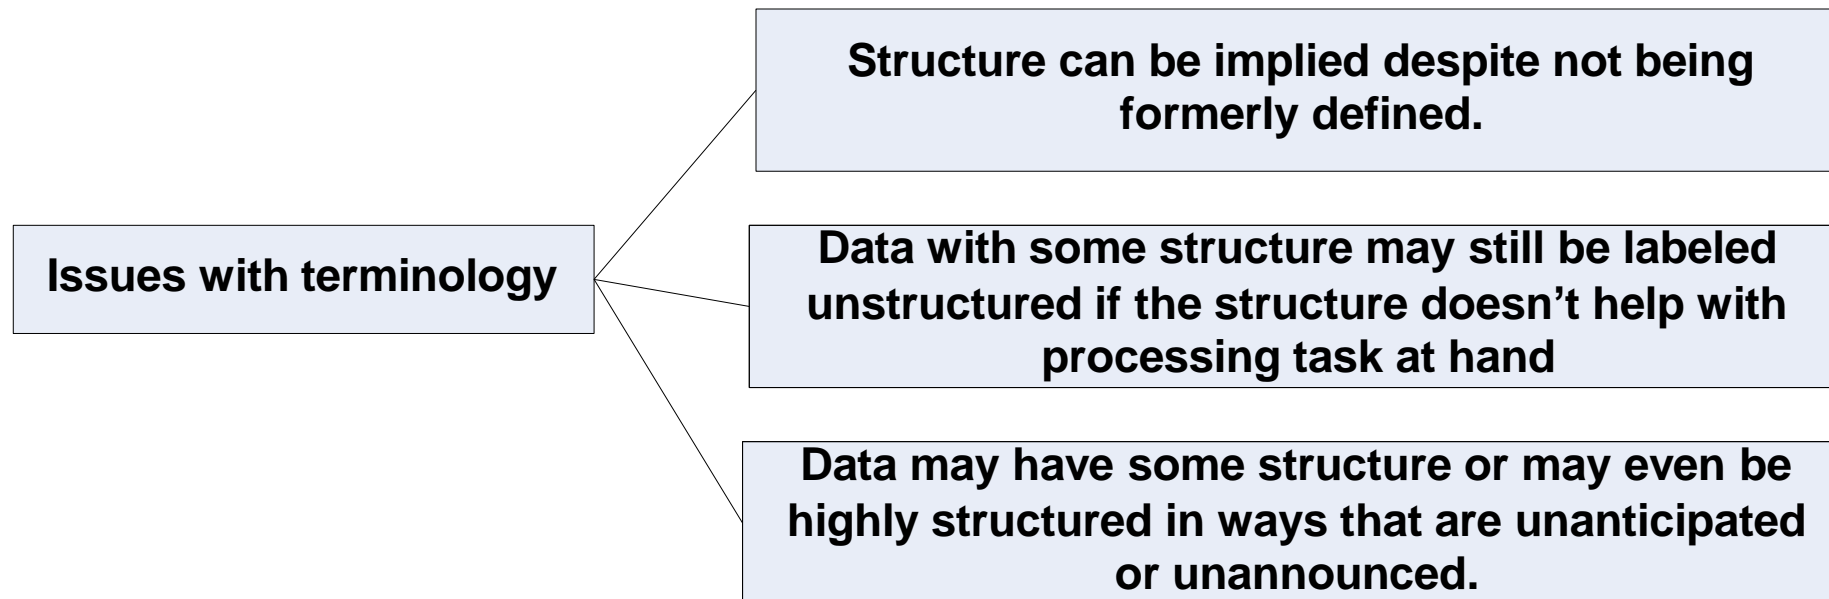 Structure can be implied despite not being
formerly defined.
Issues with terminology
Data with some structure may still be labeled
unstructured if the structure doesn’t help with
processing task at hand
Data may have some structure or may even be
highly structured in ways that are unanticipated
or unannounced.